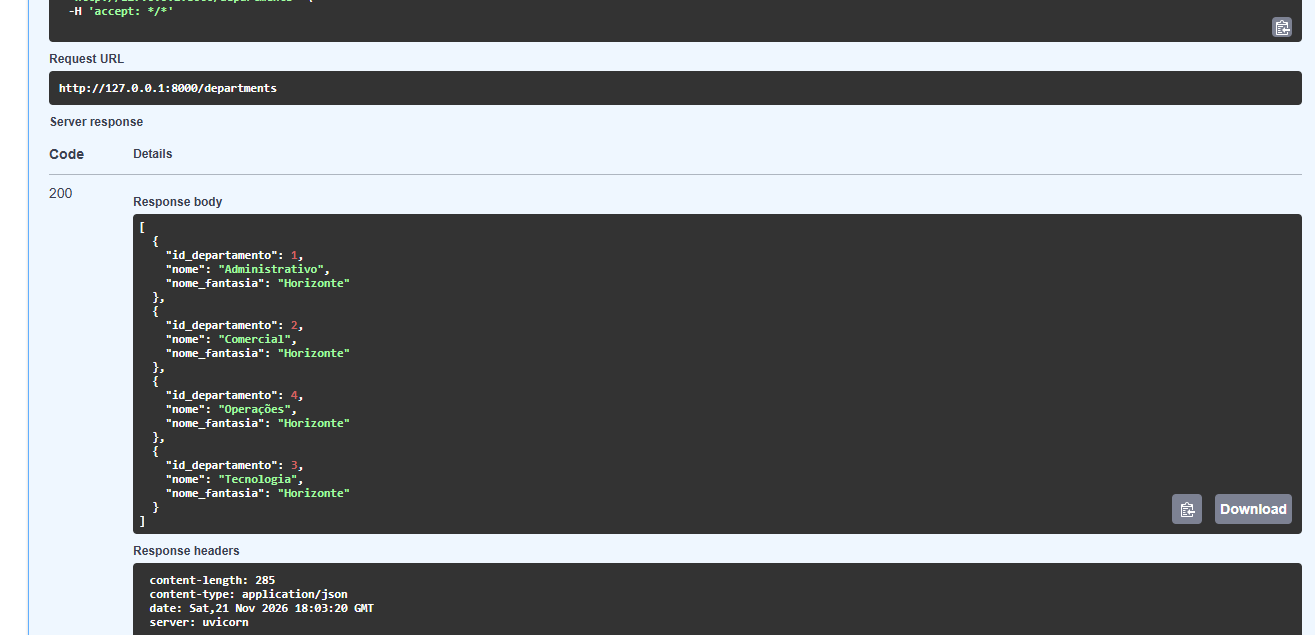 -H 'accept: */*'
Request URL
http://127.0.0.1:8000/departments
Server response
Code Details
200
Response body
[
  {
    "id_departamento": 1,
    "nome": "Administrativo",
    "nome_fantasia": "Horizonte"
  },
  {
    "id_departamento": 2,
    "nome": "Comercial",
    "nome_fantasia": "Horizonte"
  },
  {
    "id_departamento": 4,
    "nome": "Operações",
    "nome_fantasia": "Horizonte"
  },
  {
    "id_departamento": 3,
    "nome": "Tecnologia",
    "nome_fantasia": "Horizonte"
  }
]
Download
Response headers
content-length: 285
content-type: application/json
date: Sat,21 Nov 2026 18:03:20 GMT
server: uvicorn